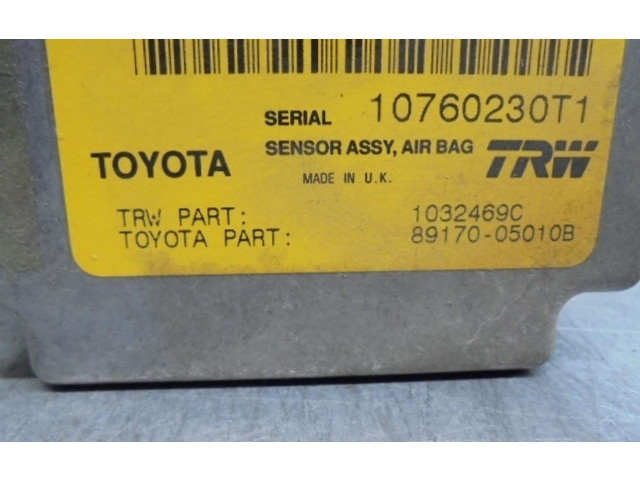 SERIAL 10760230T1
TOYOTA SENSOR ASSY, AIR BAG TRW
MADE IN U.K.
TRW PART: 1032469C
TOYOTA PART: 89170-05010B